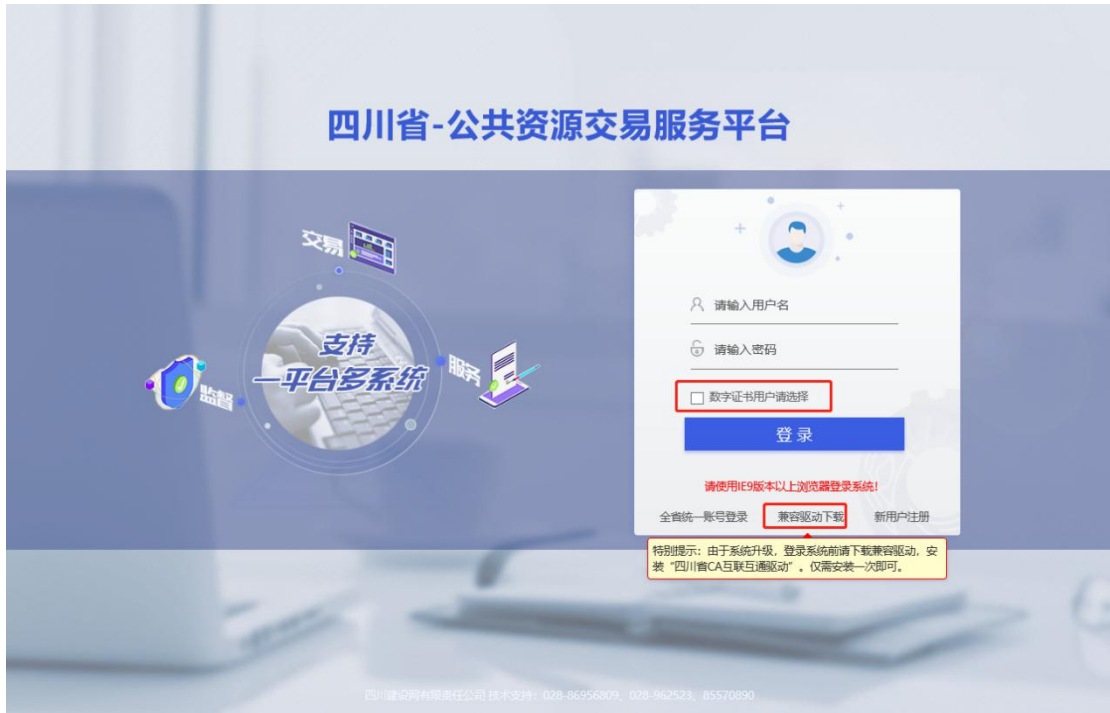 四川省-公共资源交易服务平台
交易
支持
一平台多系统
服务
监督
请输入用户名
请输入密码
数字证书用户请选择
登录
请使用IE9版本以上浏览器登录系统!
全省统一账号登录 兼容驱动下载 新用户注册
特别提示：由于系统升级，登录系统前请下载兼容驱动，安
装“四川省CA互联互通驱动”。仅需安装一次即可。
四川建设网有限责任公司 技术支持：028-86956809、028-962523、85570890